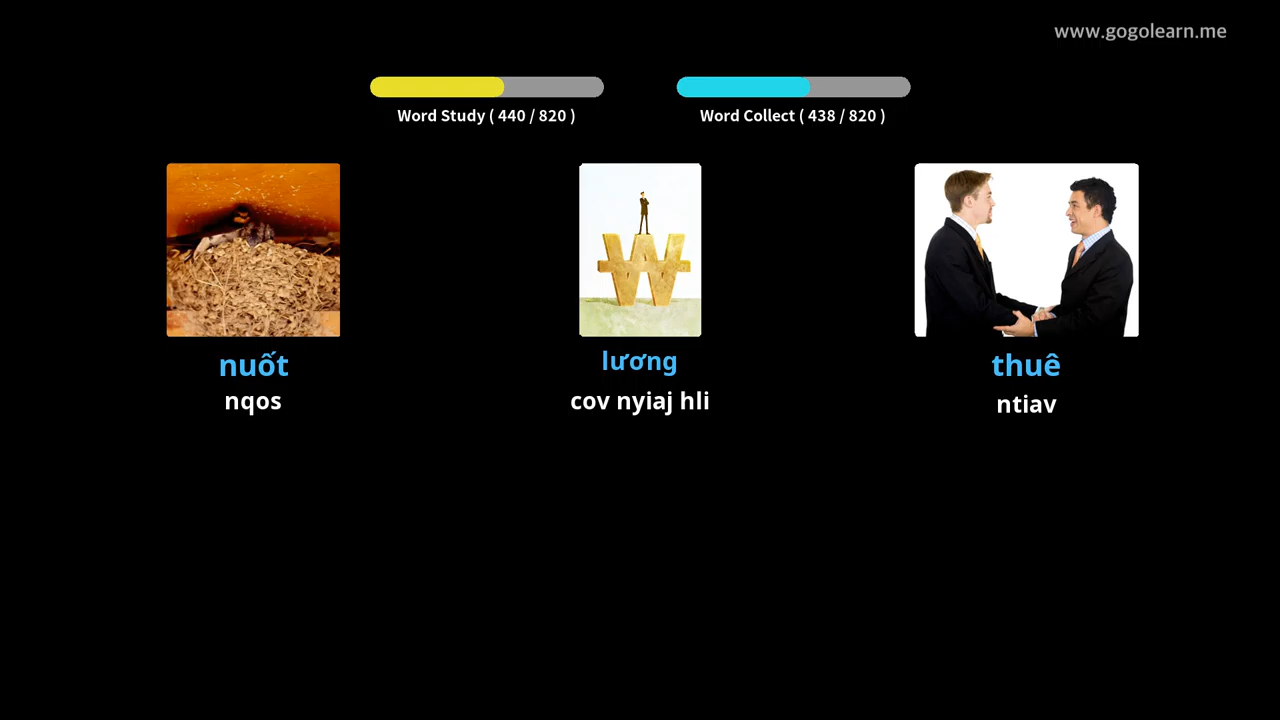 www.gogolearn.me
Word Study ( 440 / 820 )
Word Collect ( 438 / 820 )
nuốt
nqos
lương
cov nyiaj hli
thuê
ntiav